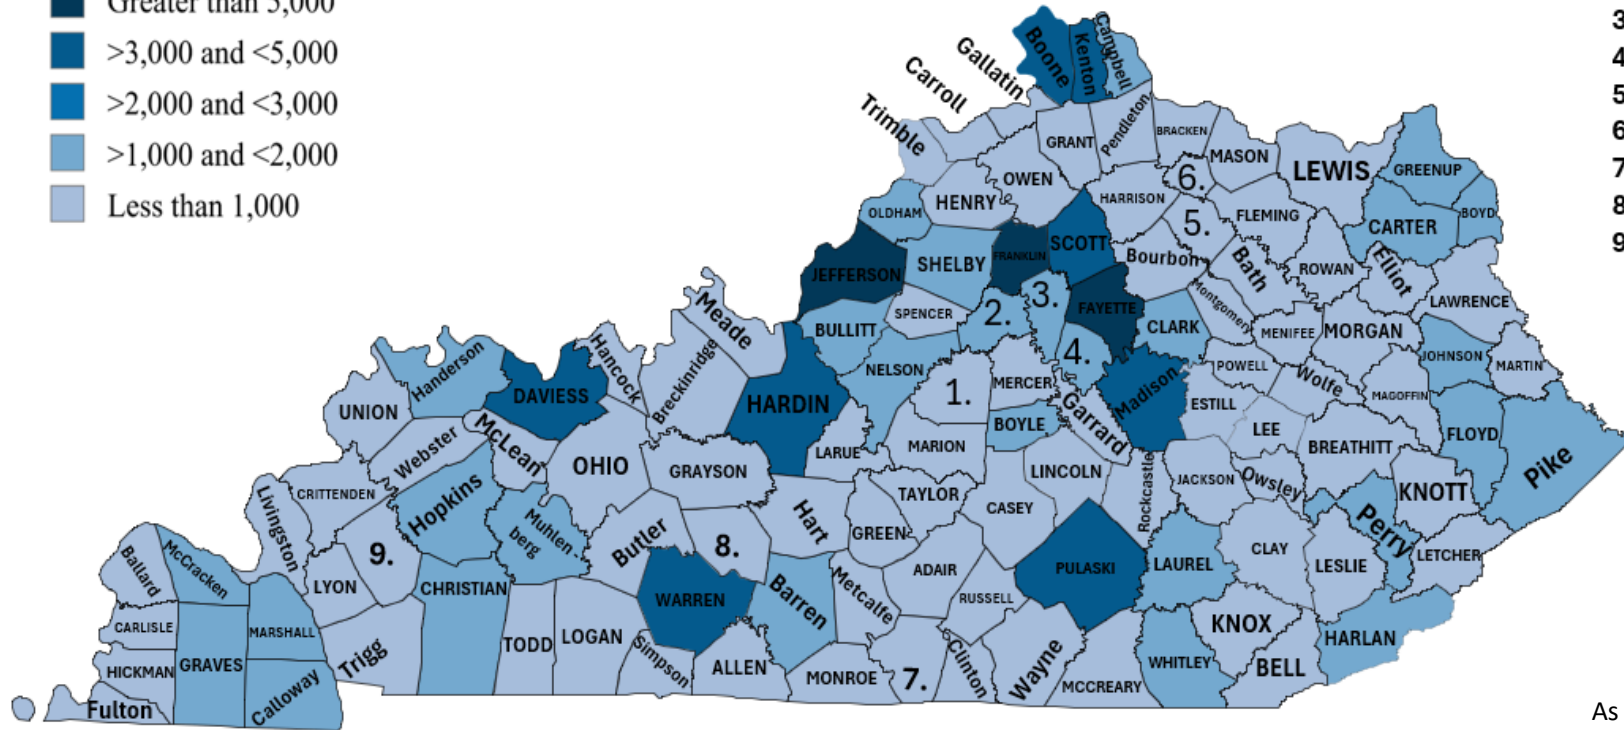 Greater than 5,000
>3,000 and <5,000
>2,000 and <3,000
>1,000 and <2,000
Less than 1,000
3
4
5
6
7
8
9
Boone
Kenton
Campbell
Gallatin
Carroll
Trimble
GRANT
Pendleton
BRACKEN
MASON
LEWIS
GREENUP
OWEN
6.
HENRY
HARRISON
OLDHAM
5.
FLEMING
CARTER
BOYD
SCOTT
JEFFERSON
SHELBY
FRANKLIN
Bourbon
Bath
ROWAN
Elliot
LAWRENCE
Meade
SPENCER
2.
3.
FAYETTE
Montgomery
BULLITT
CLARK
MENIFEE
MORGAN
JOHNSON
MARTIN
Handerson
Hancock
Breckinridge
NELSON
4.
POWELL
Wolfe
MAGOFFIN
UNION
DAVIESS
HARDIN
1.
MERCER
Madison
ESTILL
BOYLE
Garrard
LEE
BREATHITT
FLOYD
Pike
Webster
McLean
OHIO
GRAYSON
LARUE
MARION
LINCOLN
Rockcastle
JACKSON
Owsley
KNOTT
CRITTENDEN
Livingston
Hopkins
Muhlen-
berg
Butler
Hart
TAYLOR
GREEN
CASEY
Perry
LETCHER
Ballard
McCracken
9.
8.
LYON
CHRISTIAN
WARREN
Barren
Metcalfe
ADAIR
RUSSELL
PULASKI
LAUREL
CLAY
LESLIE
CARLISLE
MARSHALL
HICKMAN
GRAVES
Trigg
TODD
LOGAN
Simpson
ALLEN
KNOX
HARLAN
Fulton
Calloway
MONROE
7.
Clinton
Wayne
MCCREARY
WHITLEY
BELL
As